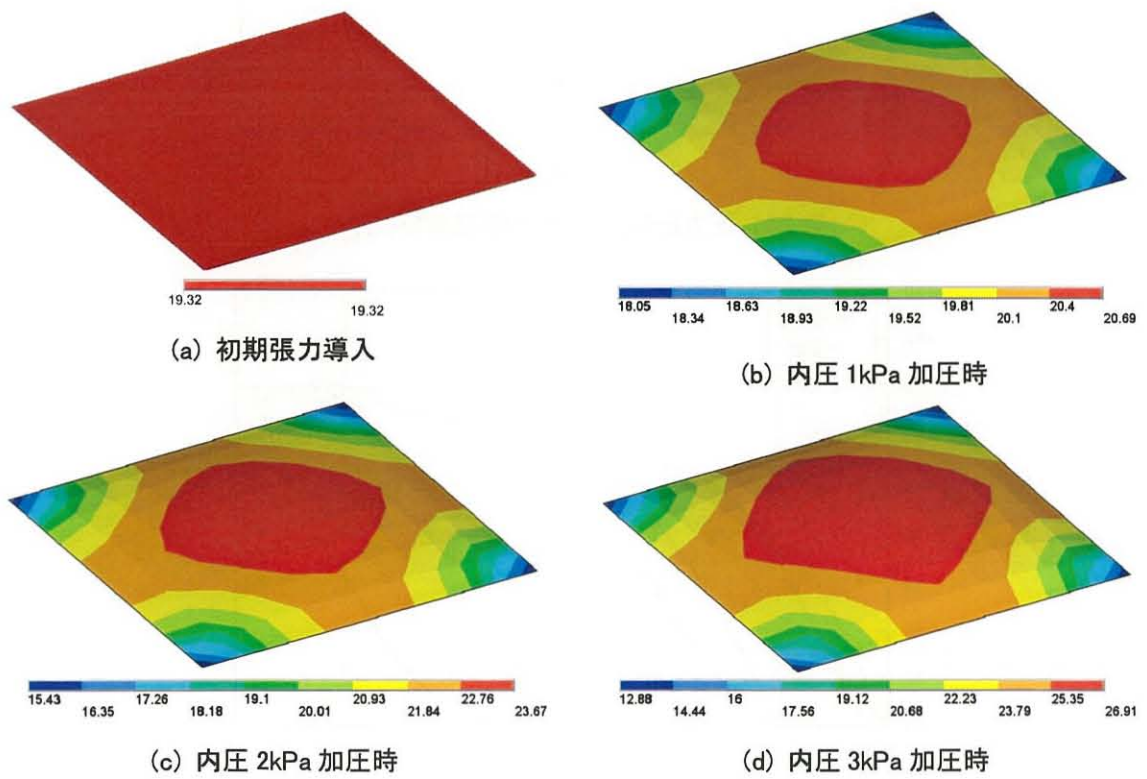 19.32
19.32
(a) 初期張力導入
18.05 18.63 19.22 19.81 20.4
18.34 18.93 19.52 20.1 20.69
(b) 内圧 1kPa 加圧時
15.43 17.26 19.1 20.93 22.76
16.35 18.18 20.01 21.84 23.67
(c) 内圧 2kPa 加圧時
12.88 16 19.12 22.23 25.35
14.44 17.56 20.68 23.79 26.91
(d) 内圧 3kPa 加圧時